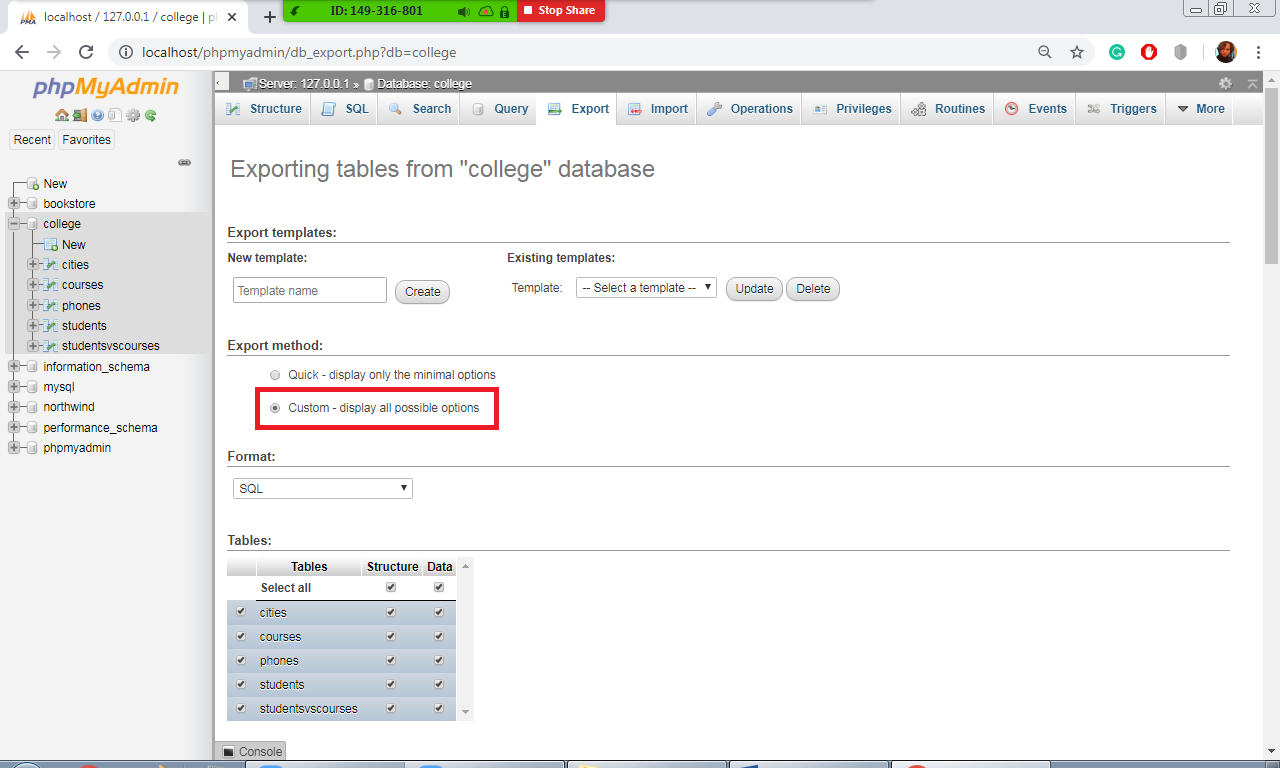 localhost / 127.0.0.1 / college | p
ID: 149-316-801
Stop Share
localhost/phpmyadmin/db_export.php?db=college
phpMyAdmin
Recent
Favorites
New
bookstore
college
New
cities
courses
phones
students
studentsvscourses
information_schema
mysql
northwind
performance_schema
phpmyadmin
Server: 127.0.0.1 » Database: college
Structure SQL Search Query Export Import Operations Privileges Routines Events Triggers More
Exporting tables from "college" database
Export templates:
New template:
Template name
Create
Existing templates:
Template: -- Select a template -- Update Delete
Export method:
Quick - display only the minimal options
Custom - display all possible options
Format:
SQL
Tables:
Tables Structure Data
Select all
cities
courses
phones
students
studentsvscourses
Console